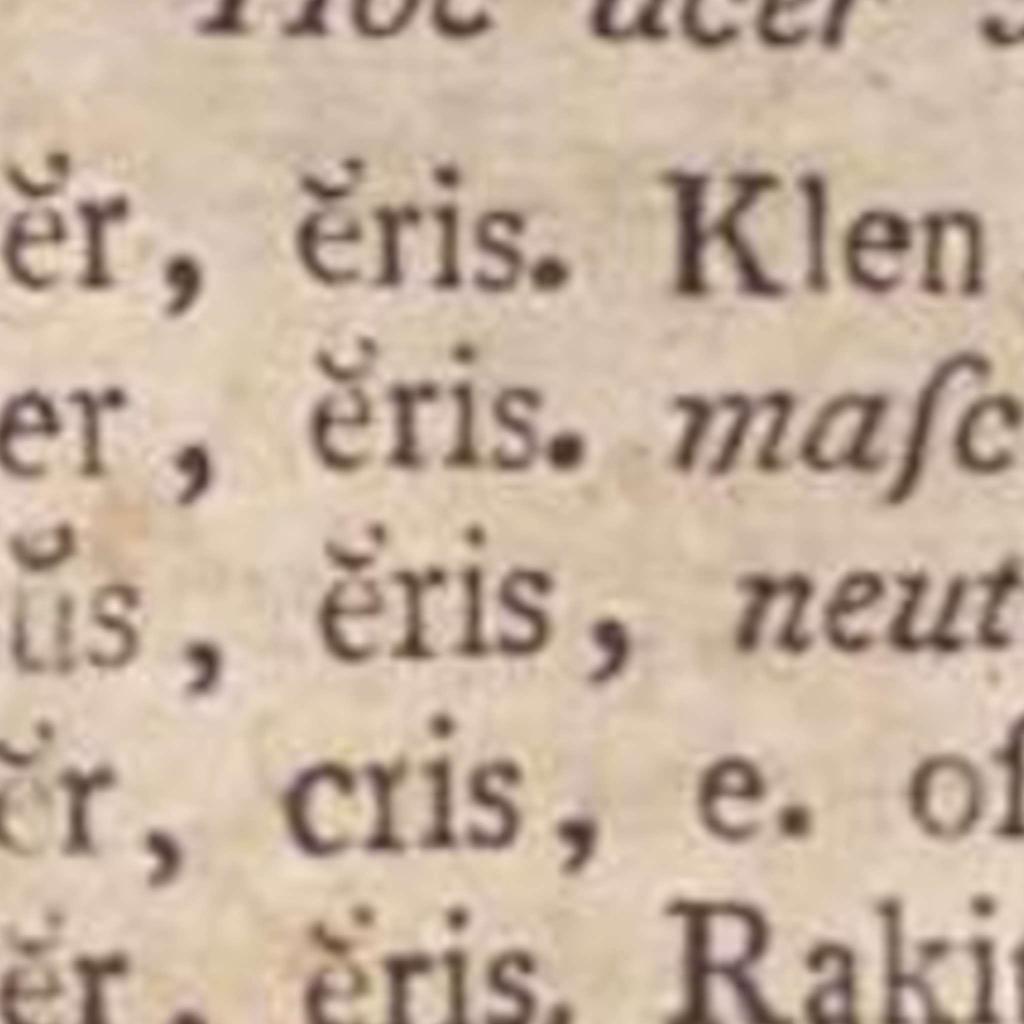 Hoc acer
ĕr, ĕris. Klen
er, ĕris. maſc
ŭs, ĕris, neut
ĕr, cris, e. of
ĕr, ĕris. Raki